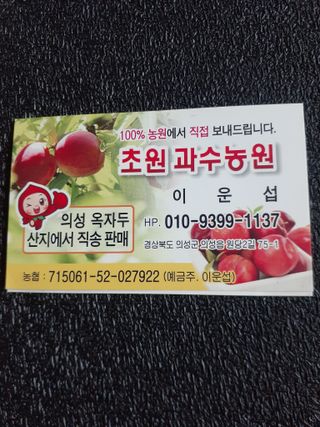 100% 농원에서 직접 보내드립니다.
초원 과수농원
이 운 섭
의성 옥자두
산지에서 직송 판매
HP. 010-9399-1137
경상북도 의성군 의성읍 원당2길 75-1
농협 : 715061-52-027922 (예금주. 이운섭)